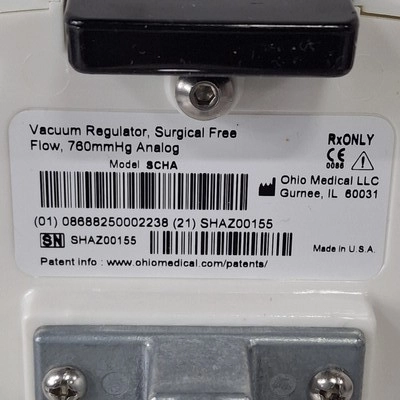 Vacuum Regulator, Surgical Free
Flow, 760mmHg Analog
RxONLY
Model SCHA
CE
0086
Ohio Medical LLC
Gurnee, IL 60031
(01) 08688250002238 (21) SHAZ00155
SN SHAZ00155
Made in U.S.A.
Patent info : www.ohiomedical.com/patents/